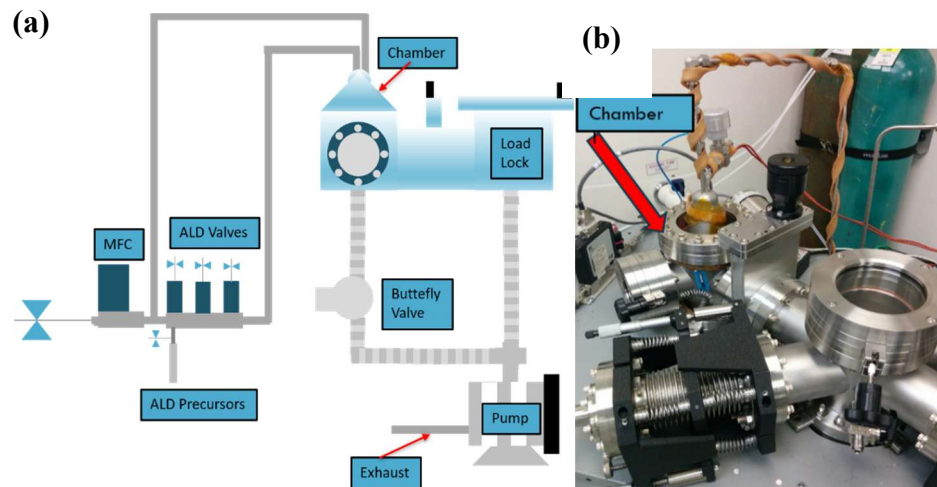 (a)
Chamber
Load
Lock
MFC
ALD Valves
Buttefly
Valve
ALD Precursors
Pump
Exhaust
(b)
Chamber